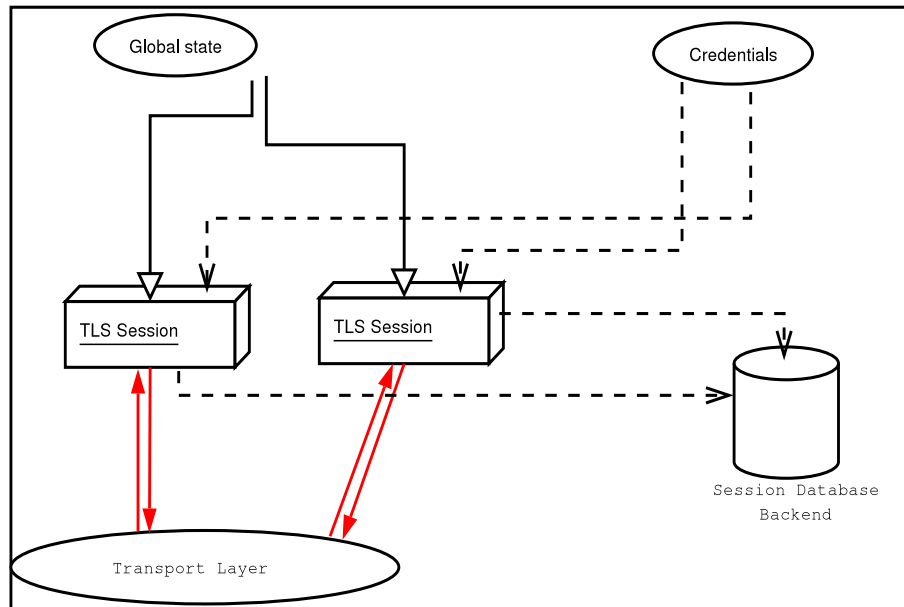 Global state
Credentials
TLS Session
TLS Session
Session Database
Backend
Transport Layer